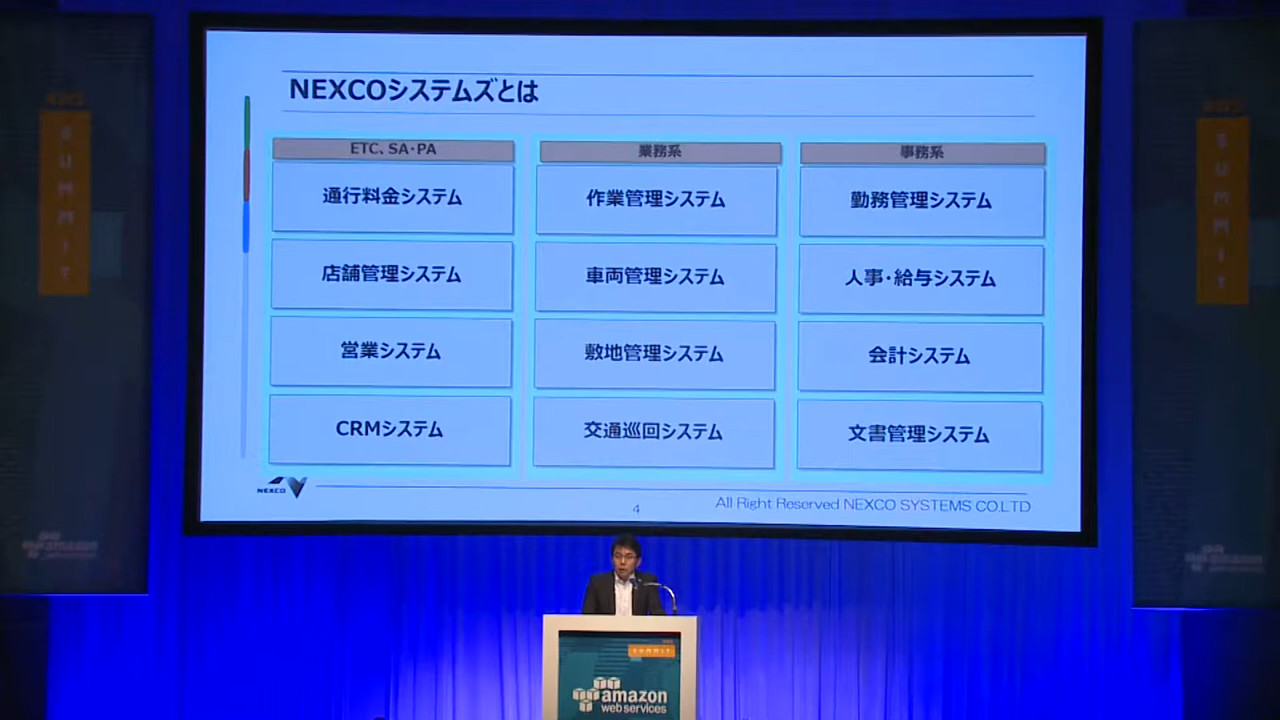 NEXCOシステムズとは
ETC、SA・PA
業務系
事務系
通行料金システム
作業管理システム
勤務管理システム
店舗管理システム
車両管理システム
人事・給与システム
営業システム
敷地管理システム
会計システム
CRMシステム
交通巡回システム
文書管理システム
NEXCO
4
All Right Reserved NEXCO SYSTEMS CO.LTD
SUMMIT
SUMMIT
amazon
amazon
SUMMIT
amazon
web services